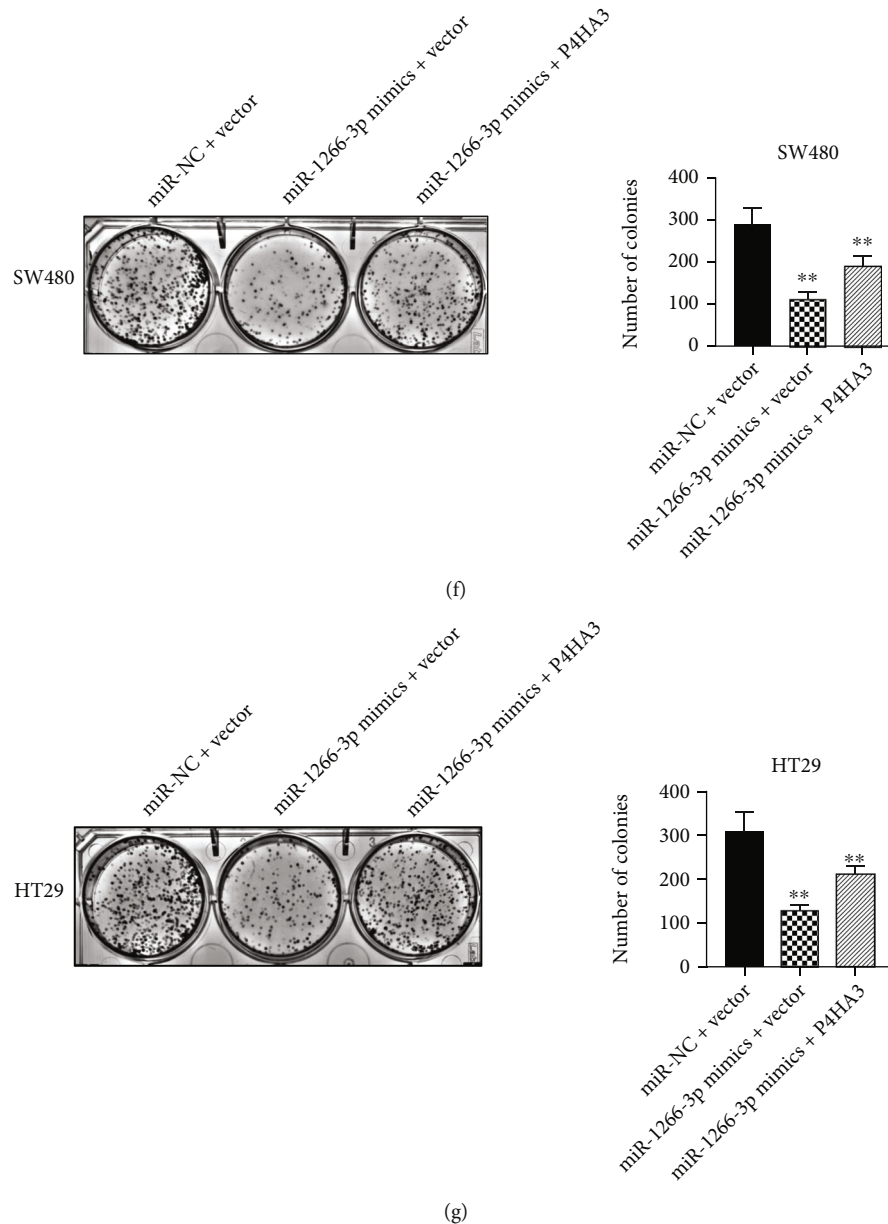 miR-NC + vector
miR-1266-3p mimics + vector
miR-1266-3p mimics + P4HA3
SW480
SW480
Number of colonies
400
300
200
100
0
**
**
miR-NC + vector
miR-1266-3p mimics + vector
miR-1266-3p mimics + P4HA3
(f)
miR-NC + vector
miR-1266-3p mimics + vector
miR-1266-3p mimics + P4HA3
HT29
HT29
Number of colonies
400
300
200
100
0
**
**
miR-NC + vector
miR-1266-3p mimics + vector
miR-1266-3p mimics + P4HA3
(g)